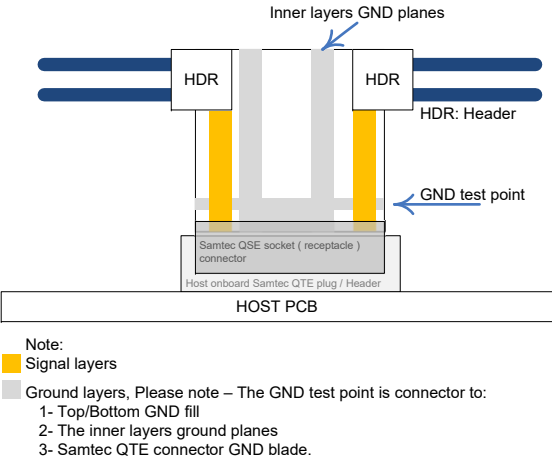 Inner layers GND planes
HDR
HDR
HDR: Header
GND test point
Samtec QSE socket ( receptacle )
connector
Host onboard Samtec QTE plug / Header
HOST PCB
Note:
Signal layers
Ground layers, Please note – The GND test point is connector to:
1- Top/Bottom GND fill
2- The inner layers ground planes
3- Samtec QTE connector GND blade.